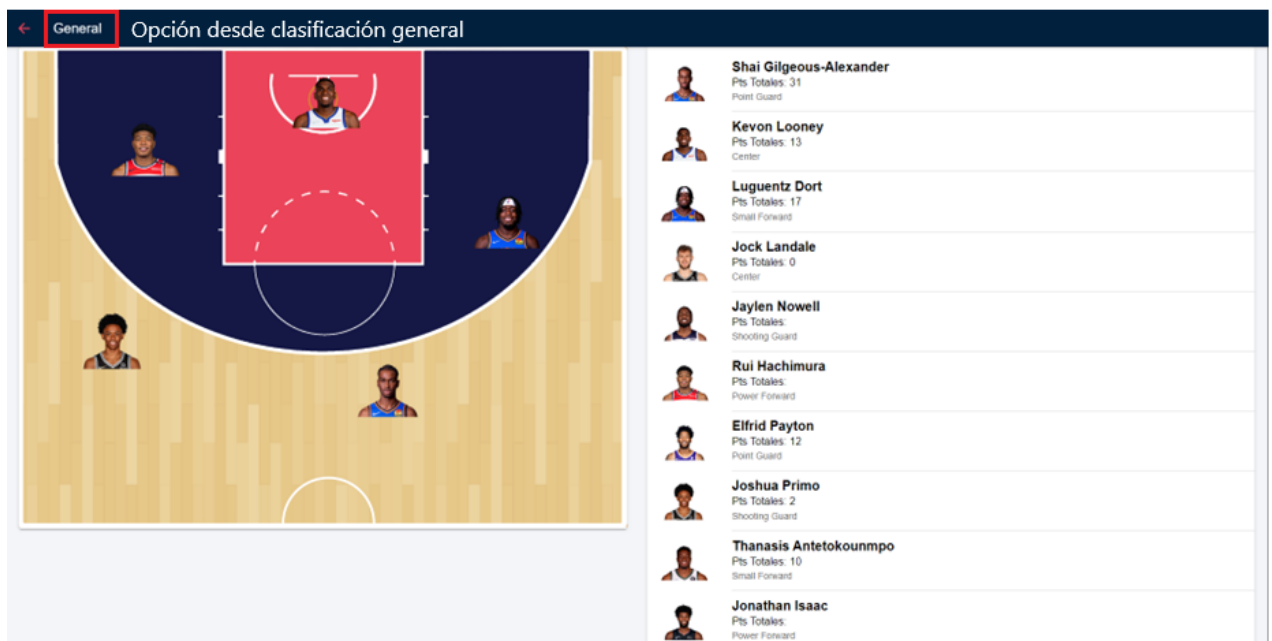 General
Opción desde clasificación general
Shai Gilgeous-Alexander
Pts Totales: 31
Point Guard
Kevon Looney
Pts Totales: 13
Center
Luguentz Dort
Pts Totales: 17
Small Forward
Jock Landale
Pts Totales: 0
Center
Jaylen Nowell
Pts Totales:
Shooting Guard
Rui Hachimura
Pts Totales:
Power Forward
Elfrid Payton
Pts Totales: 12
Point Guard
Joshua Primo
Pts Totales: 2
Shooting Guard
Thanasis Antetokounmpo
Pts Totales: 10
Small Forward
Jonathan Isaac
Pts Totales:
Power Forward